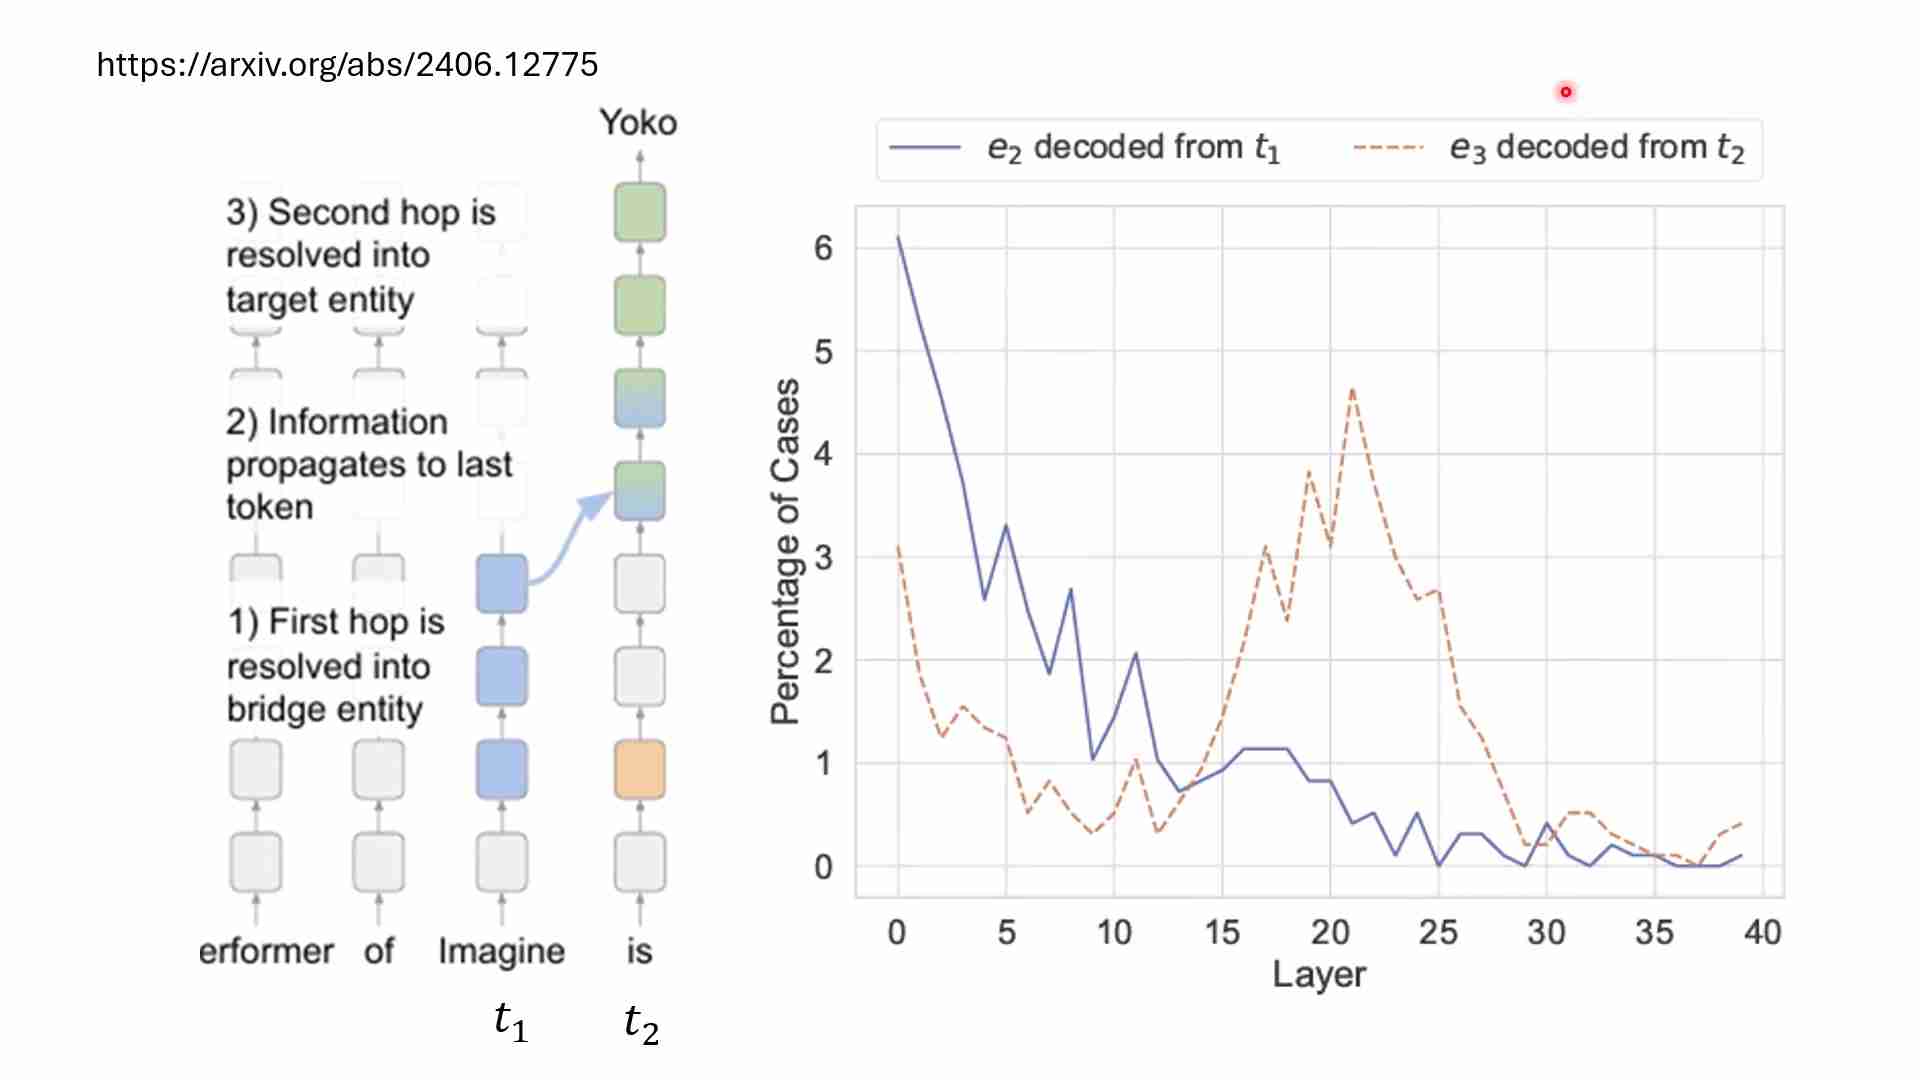 https://arxiv.org/abs/2406.12775
Yoko
3) Second hop is
resolved into
target entity
2) Information
propagates to last
token
1) First hop is
resolved into
bridge entity
erformer of Imagine is
t₁ t₂
e₂ decoded from t₁ e₃ decoded from t₂
Percentage of Cases
6
5
4
3
2
1
0
0 5 10 15 20 25 30 35 40
Layer